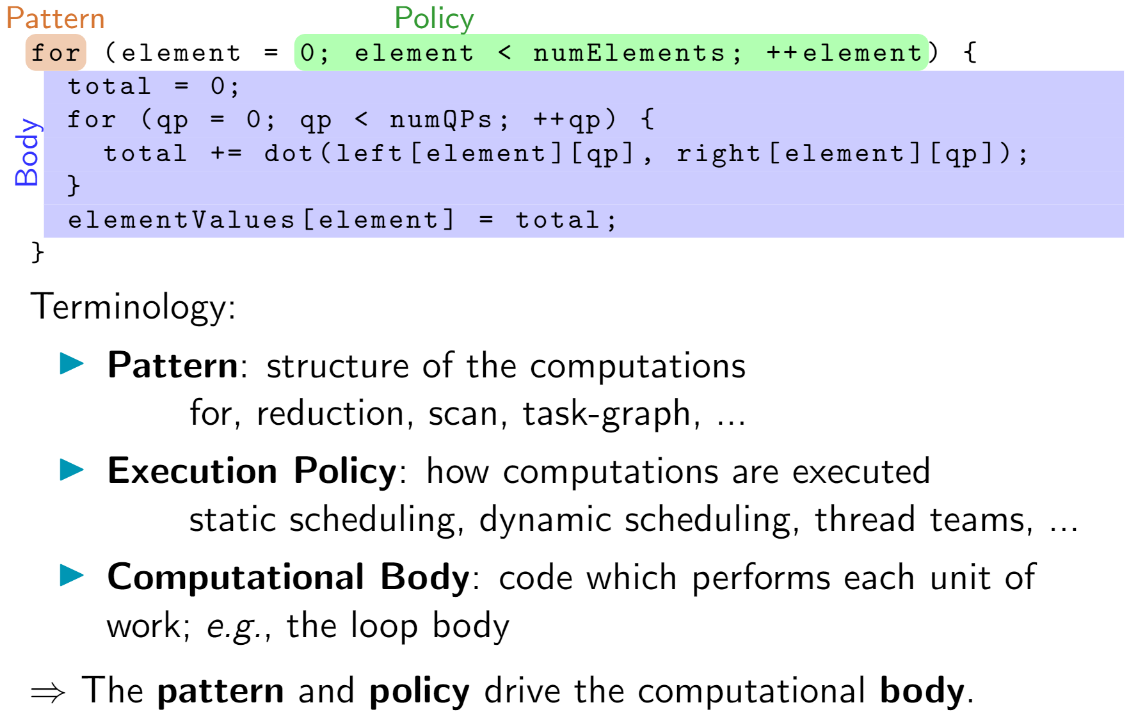 Pattern
Policy
for (element = 0; element < numElements; ++element) {
total = 0;
for (qp = 0; qp < numQPs; ++qp) {
total += dot(left[element][qp], right[element][qp]);
}
elementValues[element] = total;
}
Body
Terminology:
▶ Pattern: structure of the computations
for, reduction, scan, task-graph, ...
▶ Execution Policy: how computations are executed
static scheduling, dynamic scheduling, thread teams, ...
▶ Computational Body: code which performs each unit of
work; e.g., the loop body
⇒ The pattern and policy drive the computational body.